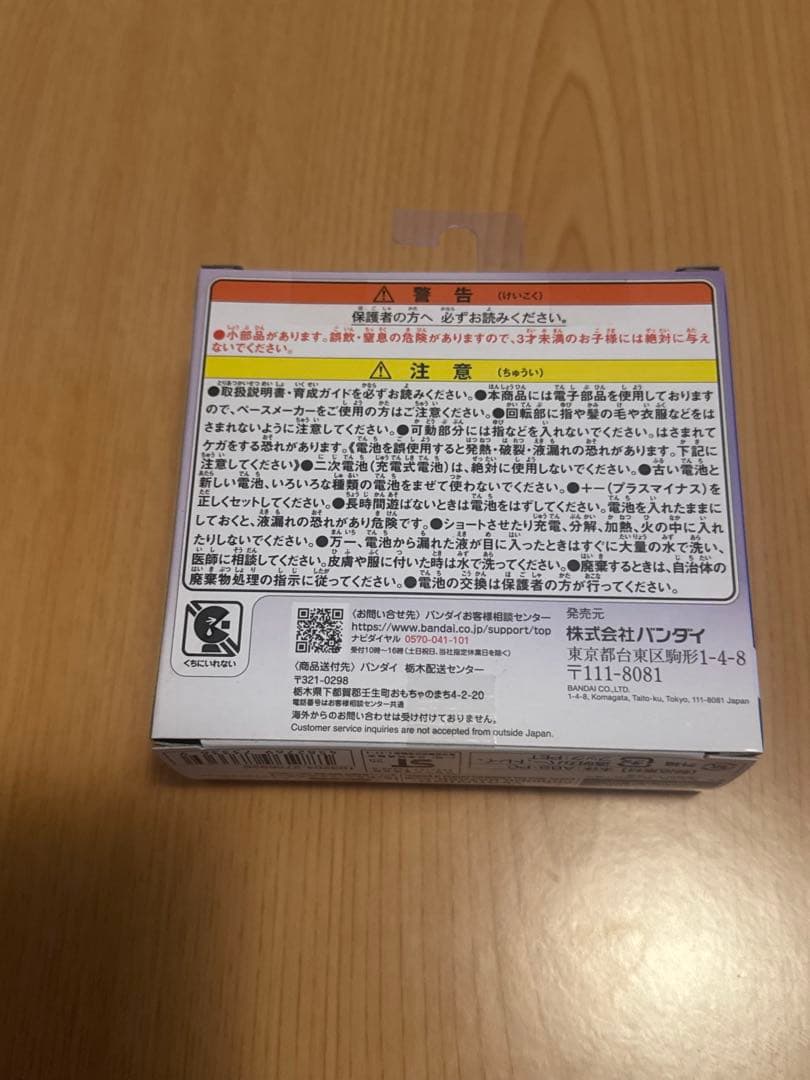 ⚠ 警告 (けいこく)
保護者の方へ 必ずお読みください。
●小部品があります。誤飲・窒息の危険がありますので、3才未満のお子様には絶対に与え
ないでください。
⚠ 注意 (ちゅうい)
●取扱説明書・育成ガイドを必ずお読みください。●本商品には電子部品を使用しております
ので、ペースメーカーをご使用の方はご注意ください。●回転部に指や髪の毛や衣服などをは
さまれないように注意してください。●可動部分には指などを入れないでください。はさまれて
ケガをする恐れがあります。《電池を誤使用すると発熱・破裂・液漏れの恐れがあります。下記に
注意してください》●二次電池(充電式電池)は、絶対に使用しないでください。●古い電池と
新しい電池、いろいろな種類の電池をまぜて使わないでください。●+-(プラスマイナス)を
正しくセットしてください。●長時間遊ばないときは電池をはずしてください。電池を入れたままに
しておくと、液漏れの恐れがあり危険です。●ショートさせたり充電、分解、加熱、火の中に入れ
たりしないでください。●万一、電池から漏れた液が目に入ったときはすぐに大量の水で洗い、
医師に相談してください。皮膚や服に付いた時は水で洗ってください。●廃棄するときは、自治体の
廃棄物処理の指示に従ってください。●電池の交換は保護者の方が行ってください。
くちにいれない
〈お問い合せ先〉バンダイお客様相談センター
https://www.bandai.co.jp/support/top
ナビダイヤル 0570-041-101
受付10時〜16時(土日祝日、当社指定休業日を除く)
〈商品送付先〉バンダイ 栃木配送センター
〒321-0298
栃木県下都賀郡壬生町おもちゃのまち4-2-20
電話番号はお客様相談センター共通
海外からのお問い合わせは受け付けておりません。
Customer service inquiries are not accepted from outside Japan.
発売元
株式会社バンダイ
東京都台東区駒形1-4-8
〒111-8081
BANDAI CO.,LTD.
1-4-8, Komagata, Taito-ku, Tokyo, 111-8081 Japan
ST